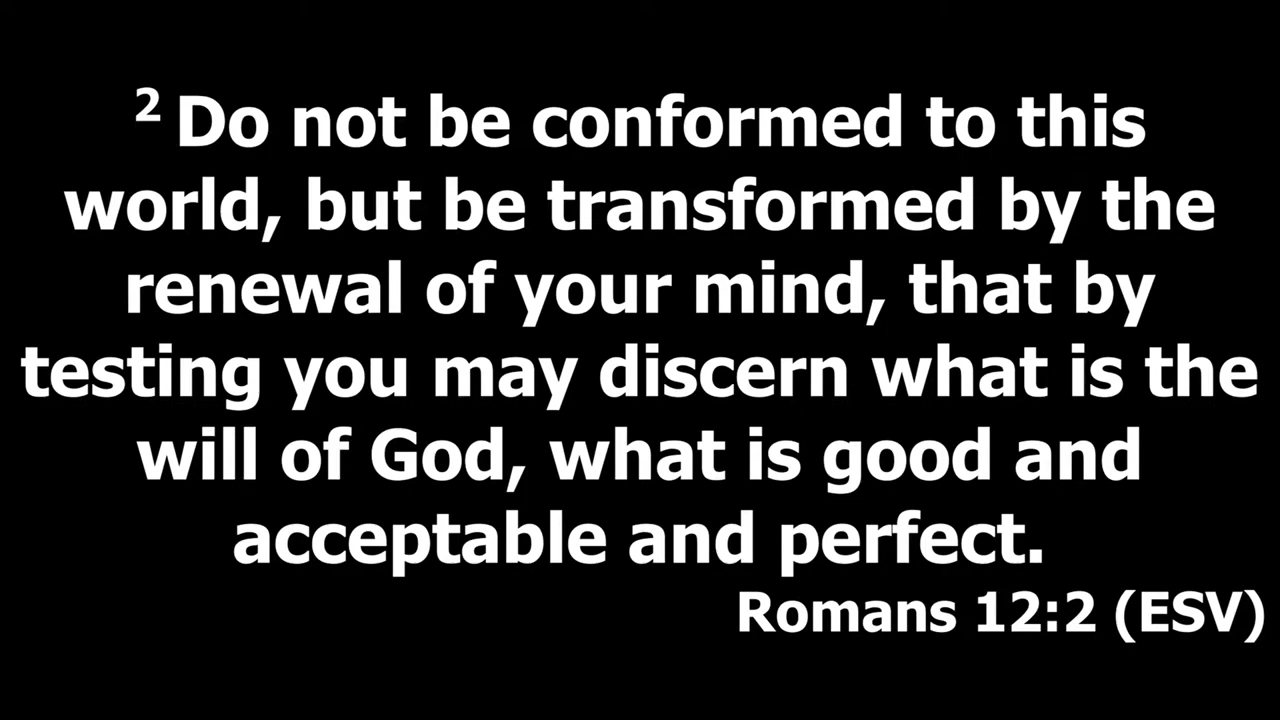 2 Do not be conformed to this
world, but be transformed by the
renewal of your mind, that by
testing you may discern what is the
will of God, what is good and
acceptable and perfect.
Romans 12:2 (ESV)